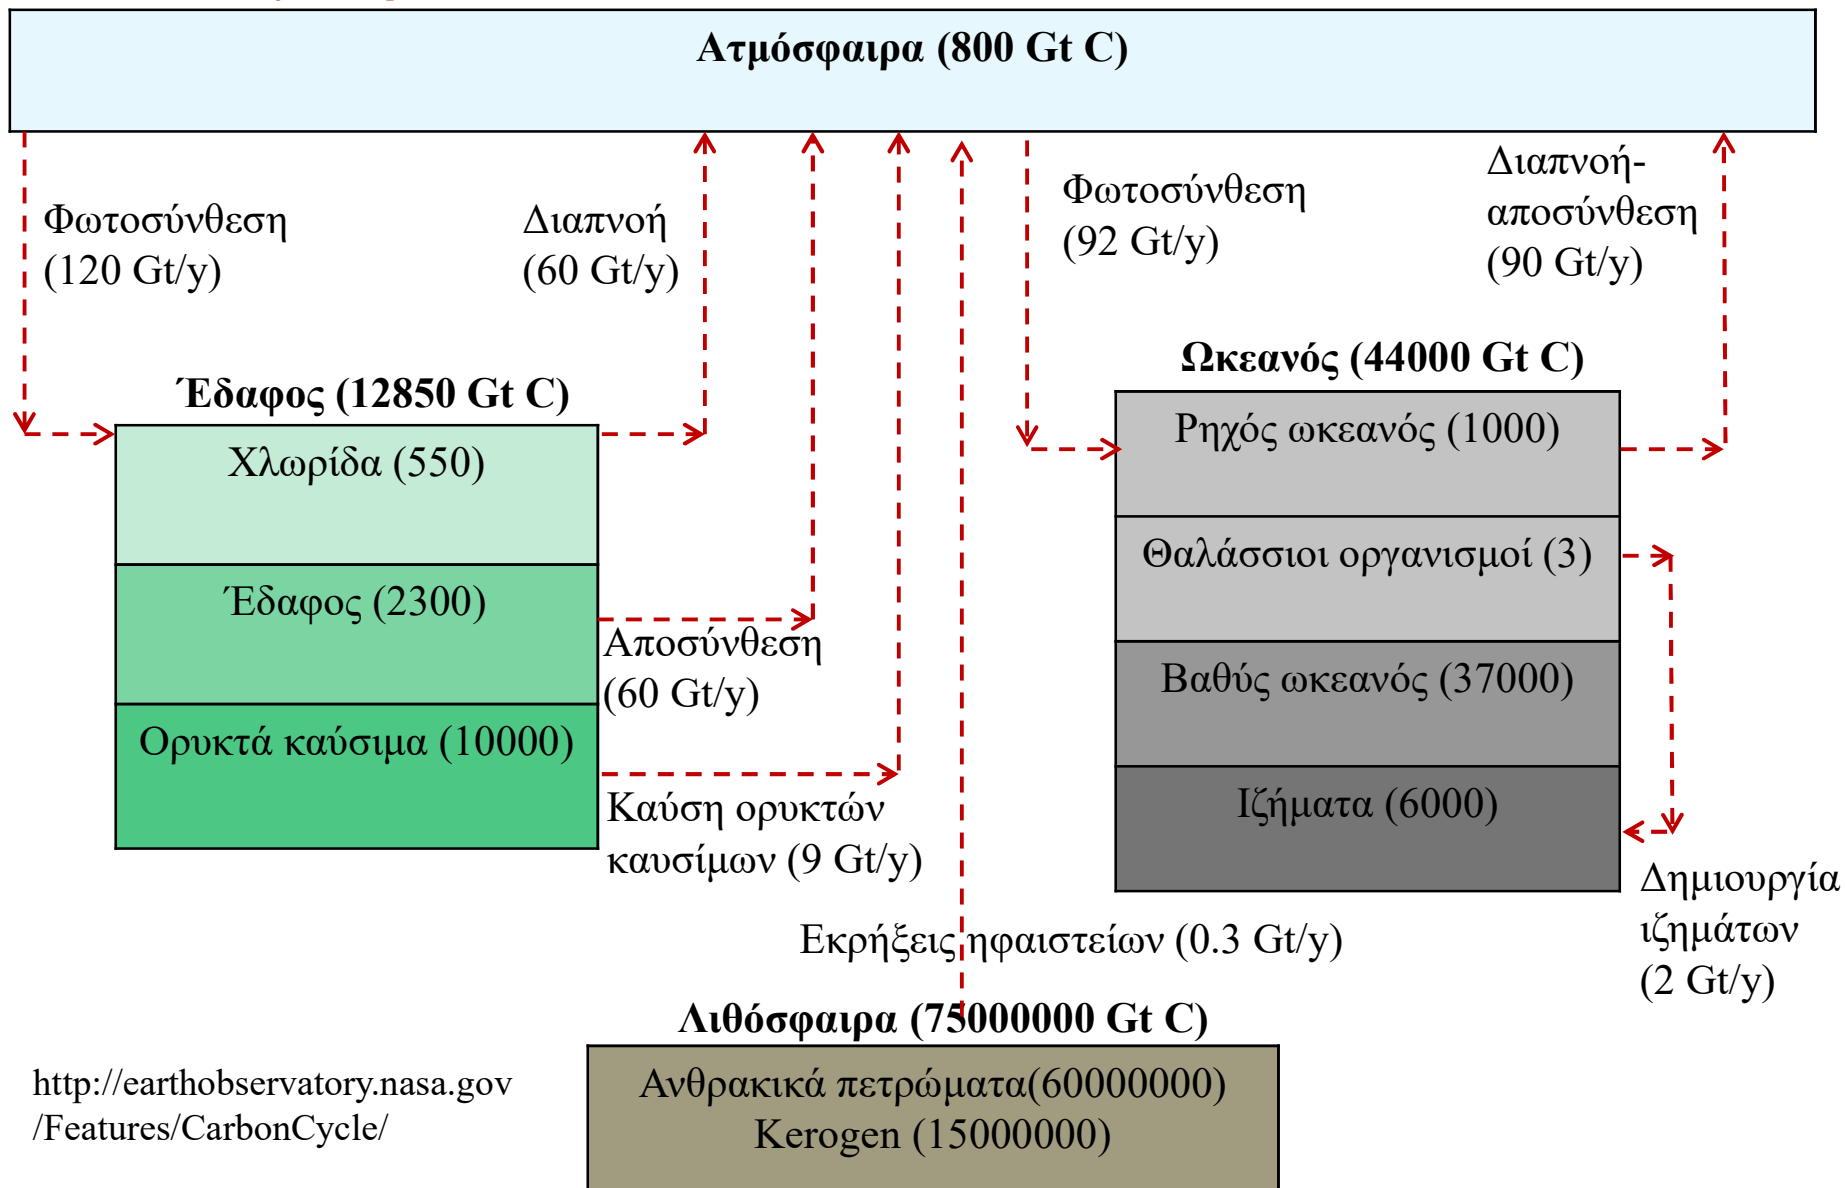 Ατμόσφαιρα (800 Gt C)
Φωτοσύνθεση
(120 Gt/y)
Διαπνοή
(60 Gt/y)
Φωτοσύνθεση
(92 Gt/y)
Διαπνοή-
αποσύνθεση
(90 Gt/y)
Έδαφος (12850 Gt C)
Χλωρίδα (550)
Έδαφος (2300)
Ορυκτά καύσιμα (10000)
Αποσύνθεση
(60 Gt/y)
Καύση ορυκτών
καυσίμων (9 Gt/y)
Ωκεανός (44000 Gt C)
Ρηχός ωκεανός (1000)
Θαλάσσιοι οργανισμοί (3)
Βαθύς ωκεανός (37000)
Ιζήματα (6000)
Δημιουργία
ιζημάτων
(2 Gt/y)
Εκρήξεις ηφαιστείων (0.3 Gt/y)
Λιθόσφαιρα (75000000 Gt C)
Ανθρακικά πετρώματα(60000000)
Kerogen (15000000)
http://earthobservatory.nasa.gov
/Features/CarbonCycle/